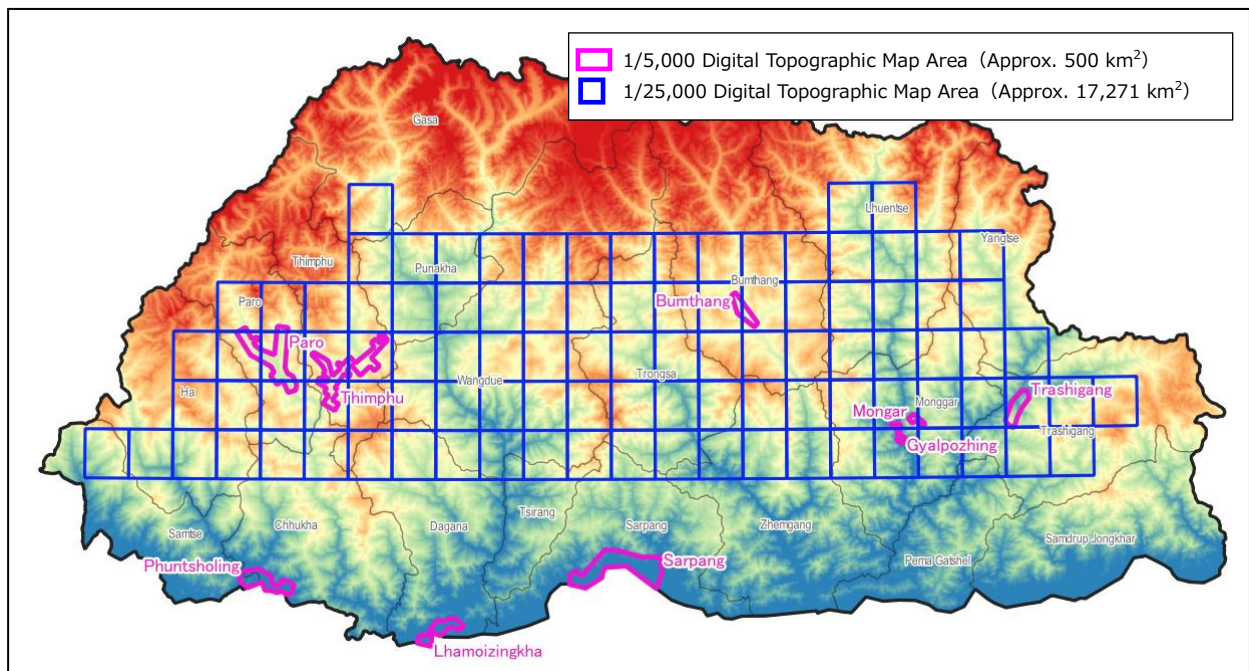 1/5,000 Digital Topographic Map Area (Approx. 500 km²)
1/25,000 Digital Topographic Map Area (Approx. 17,271 km²)
Gasa
Lhuentse
Yangtse
Thimphu
Punakha
Bumthang
Paro
Bumthang
Paro
Trongsa
Wangdue
Ha
Thimphu
Trashigang
Mongar
Monggar
Gyalpozhing
Trashigang
Samtse
Chhukha
Dagana
Tsirang
Sarpang
Zhemgang
Pema Gatshel
Samdrup Jongkhar
Phuntsholing
Sarpang
Lhamoizingkha